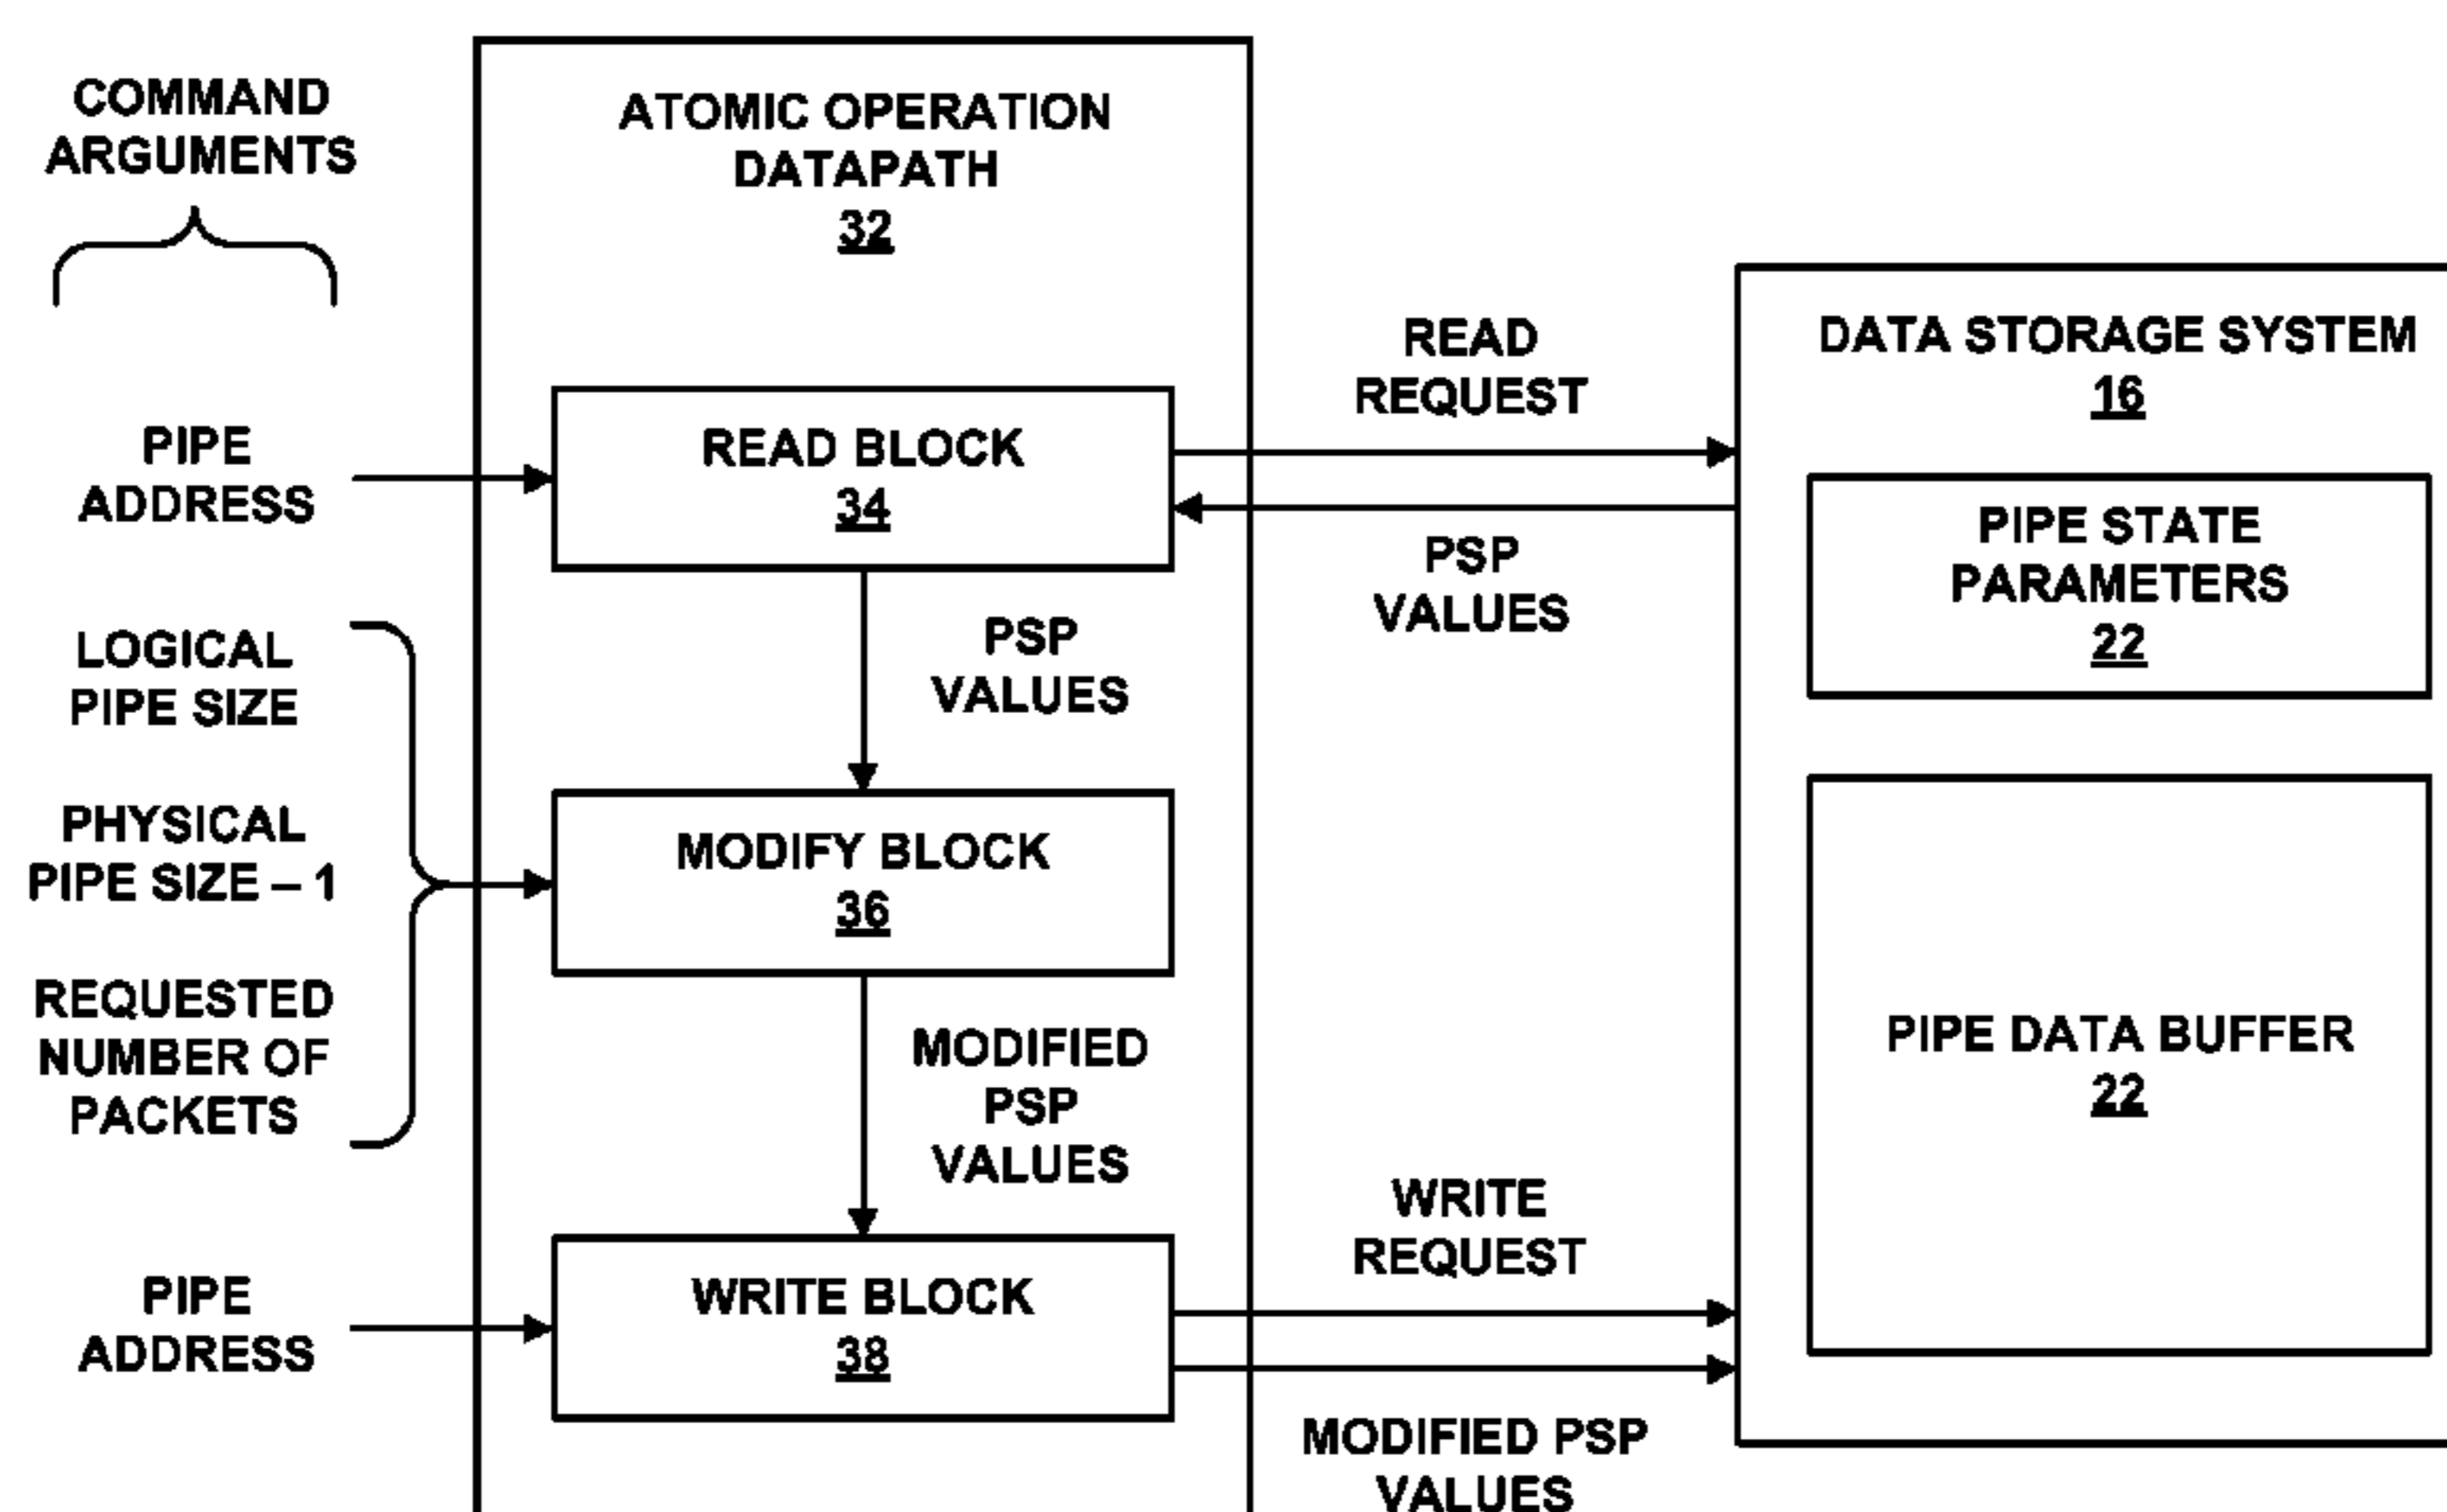 COMMAND
ARGUMENTS
ATOMIC OPERATION
DATAPATH
32
DATA STORAGE SYSTEM
16
PIPE
ADDRESS
READ BLOCK
34
READ
REQUEST
PSP
VALUES
PIPE STATE
PARAMETERS
22
PSP
VALUES
LOGICAL
PIPE SIZE
PHYSICAL
PIPE SIZE – 1
REQUESTED
NUMBER OF
PACKETS
MODIFY BLOCK
36
PIPE DATA BUFFER
22
MODIFIED
PSP
VALUES
PIPE
ADDRESS
WRITE BLOCK
38
WRITE
REQUEST
MODIFIED PSP
VALUES